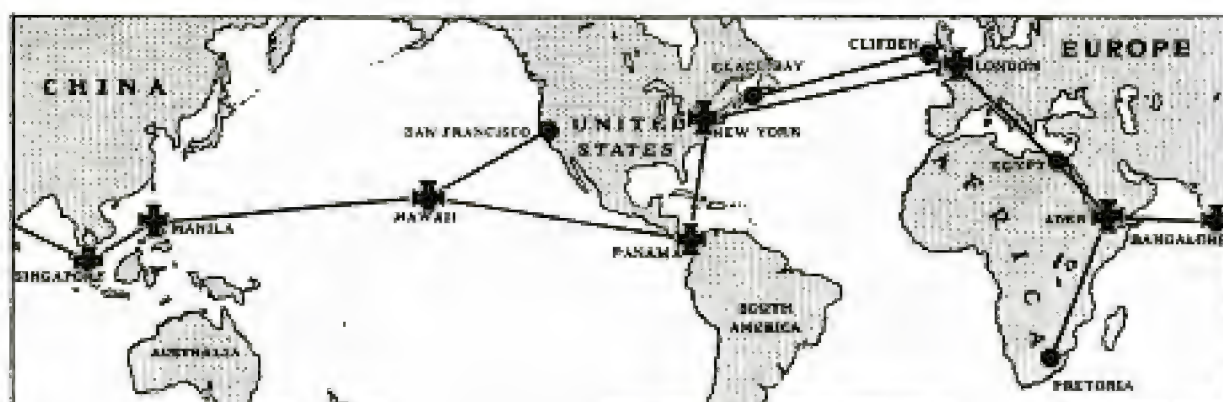 CLIFDEN
EUROPE
LONDON
GLACE BAY
CHINA
SAN FRANCISCO
UNITED
STATES
NEW YORK
EGYPT
AFRICA
HAWAII
MANILA
ADEN
BANGALORE
PANAMA
SINGAPORE
SOUTH
AMERICA
AUSTRALIA
PRETORIA